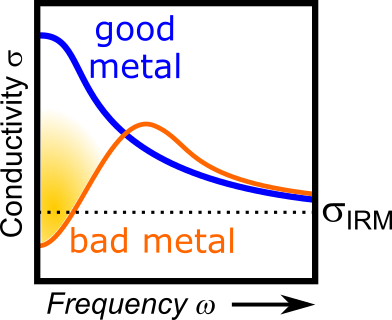 good
metal
Conductivity σ
σIRM
bad metal
Frequency ω